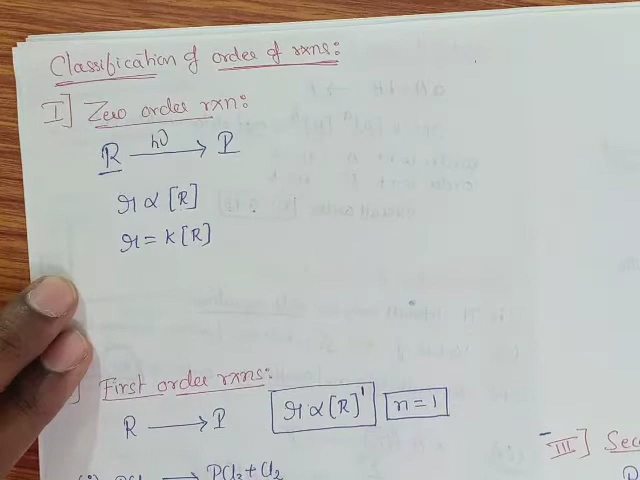 Classification of order of rxns:
I] Zero order rxn:
hν
R ⟶ P
r α [R]
r = K[R]
] First order rxns:
R ⟶ P r α [R]¹ n = 1
III] Sec
⟶ PCl₃ + Cl₂